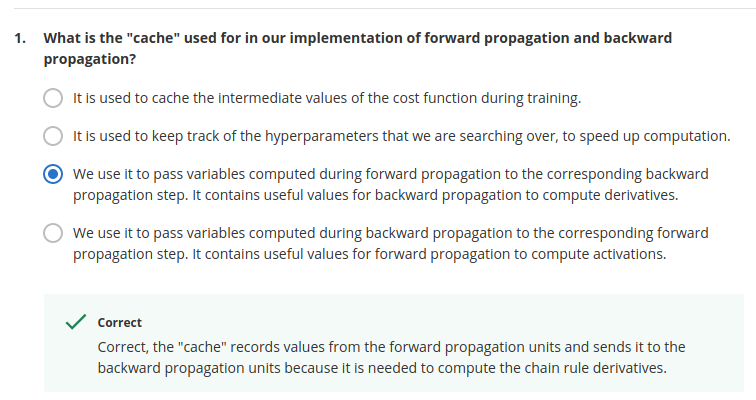 1. What is the "cache" used for in our implementation of forward propagation and backward
propagation?
It is used to cache the intermediate values of the cost function during training.
It is used to keep track of the hyperparameters that we are searching over, to speed up computation.
We use it to pass variables computed during forward propagation to the corresponding backward
propagation step. It contains useful values for backward propagation to compute derivatives.
We use it to pass variables computed during backward propagation to the corresponding forward
propagation step. It contains useful values for forward propagation to compute activations.
Correct
Correct, the "cache" records values from the forward propagation units and sends it to the
backward propagation units because it is needed to compute the chain rule derivatives.